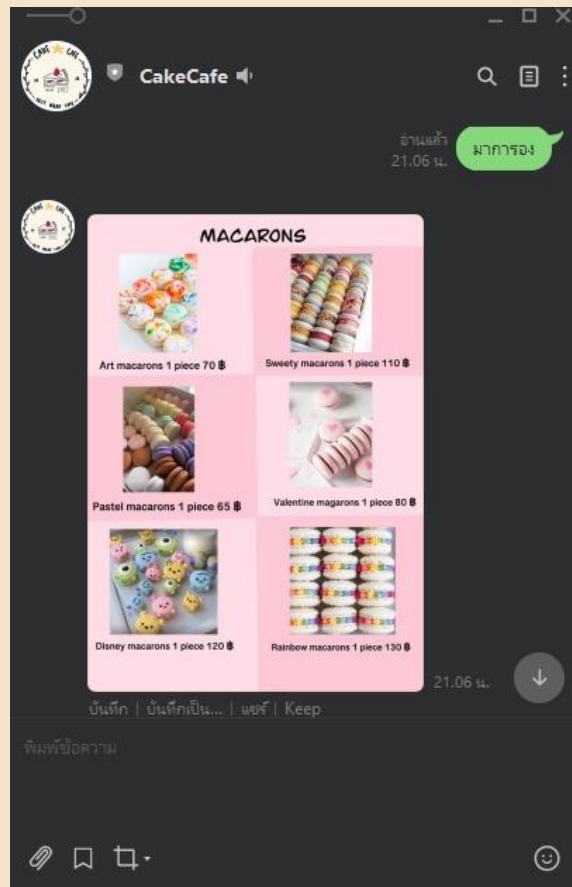 CakeCafe
อ่านแล้ว
21.06 น.
มาการอง
MACARONS
Art macarons 1 piece 70 ฿
Sweety macarons 1 piece 110 ฿
Pastel macarons 1 piece 65 ฿
Valentine magarons 1 piece 80 ฿
Disney macarons 1 piece 120 ฿
Rainbow macarons 1 piece 130 ฿
21.06 น.
บันทึก | บันทึกเป็น... | แชร์ | Keep
พิมพ์ข้อความ